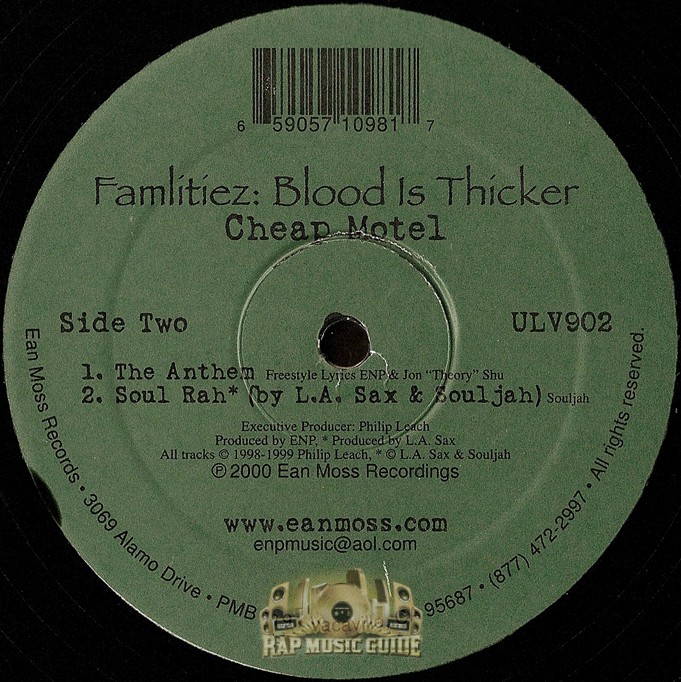 6 59057 10981 7
Famlitiez: Blood Is Thicker
Cheap Motel
Side Two
ULV902
1. The Anthem Freestyle Lyrics ENP & Jon "Theory" Shu
2. Soul Rah* (by L.A. Sax & Souljah) Souljah
Executive Producer: Philip Leach
Produced by ENP, * Produced by L.A. Sax
All tracks © 1998-1999 Philip Leach, * © L.A. Sax & Souljah
℗ 2000 Ean Moss Recordings
www.eanmoss.com
enpmusic@aol.com
Ean Moss Records • 3069 Alamo Drive • PMB Vacaville 95687 • (877) 472-2997 • All rights reserved.
RAP MUSIC GUIDE